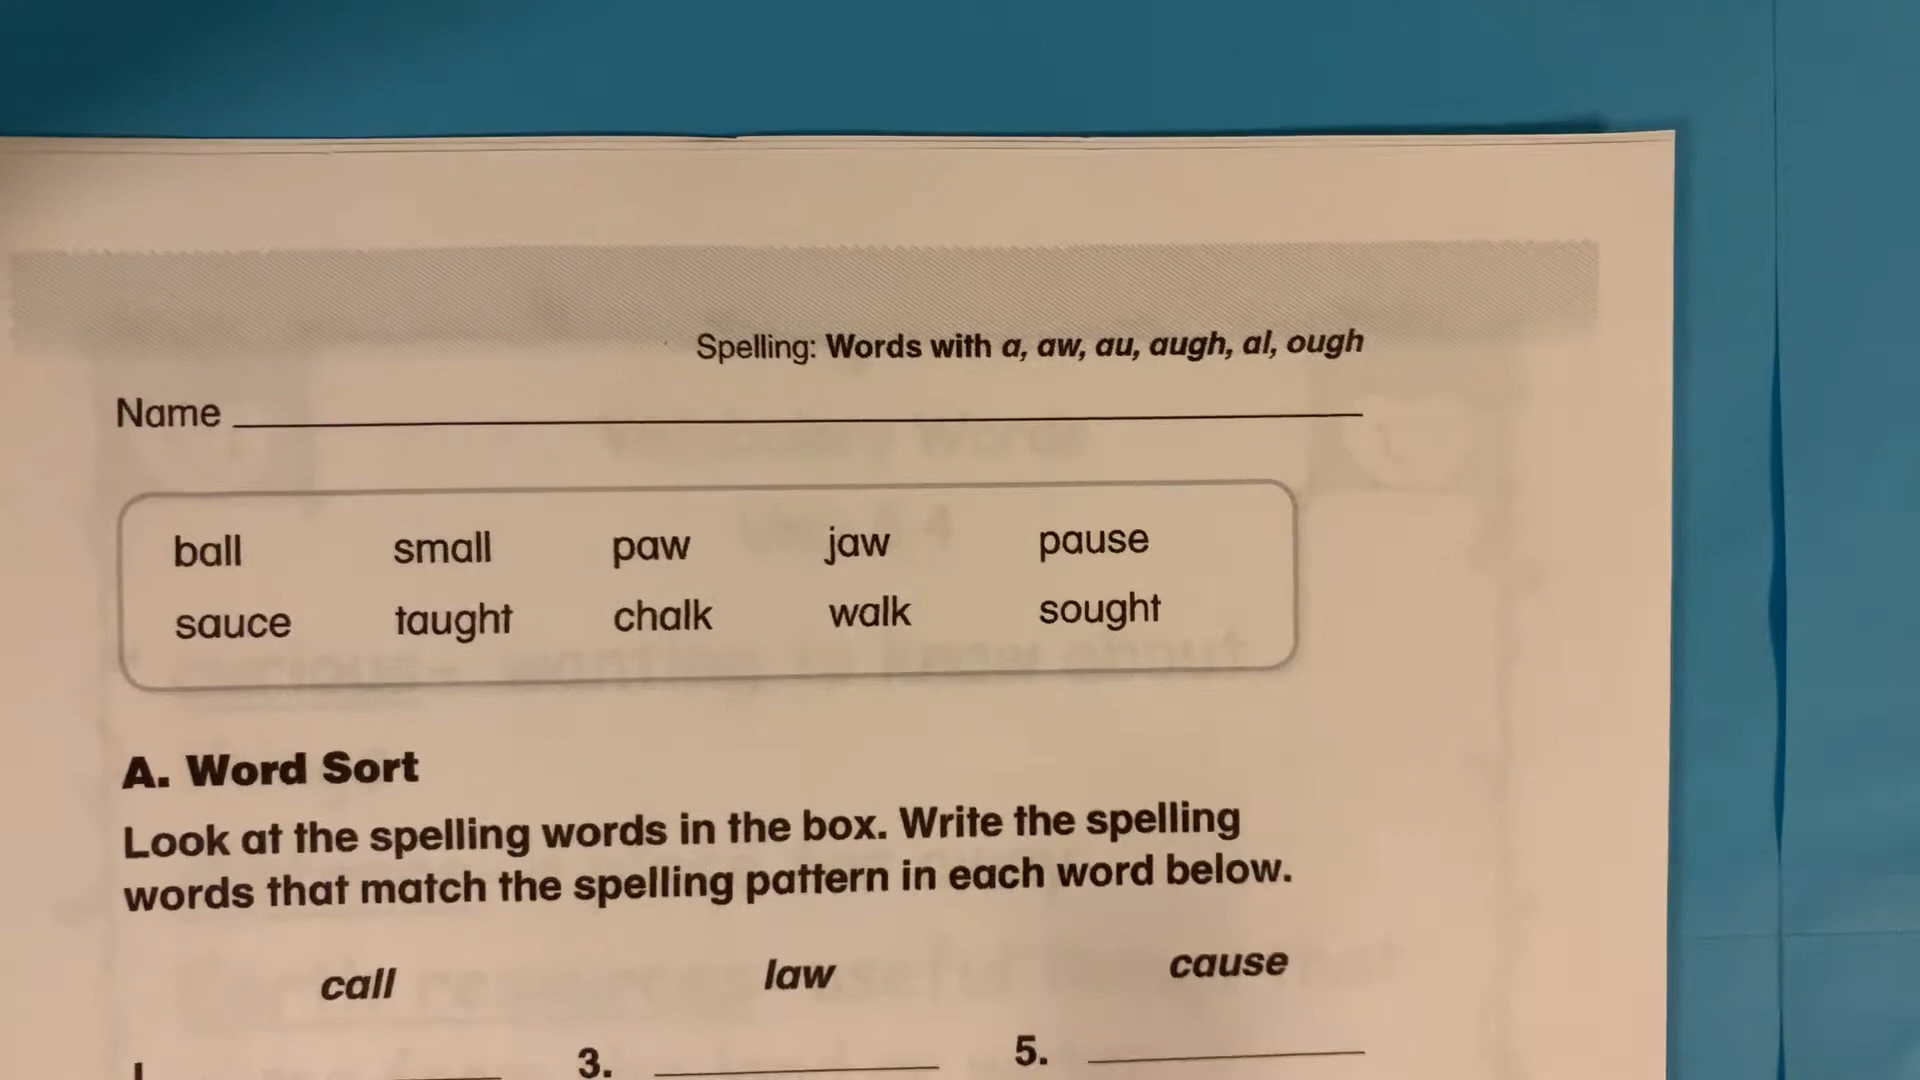 Spelling: Words with a, aw, au, augh, al, ough
Name
ball small paw jaw pause
sauce taught chalk walk sought
A. Word Sort
Look at the spelling words in the box. Write the spelling
words that match the spelling pattern in each word below.
call law cause
3. 5.